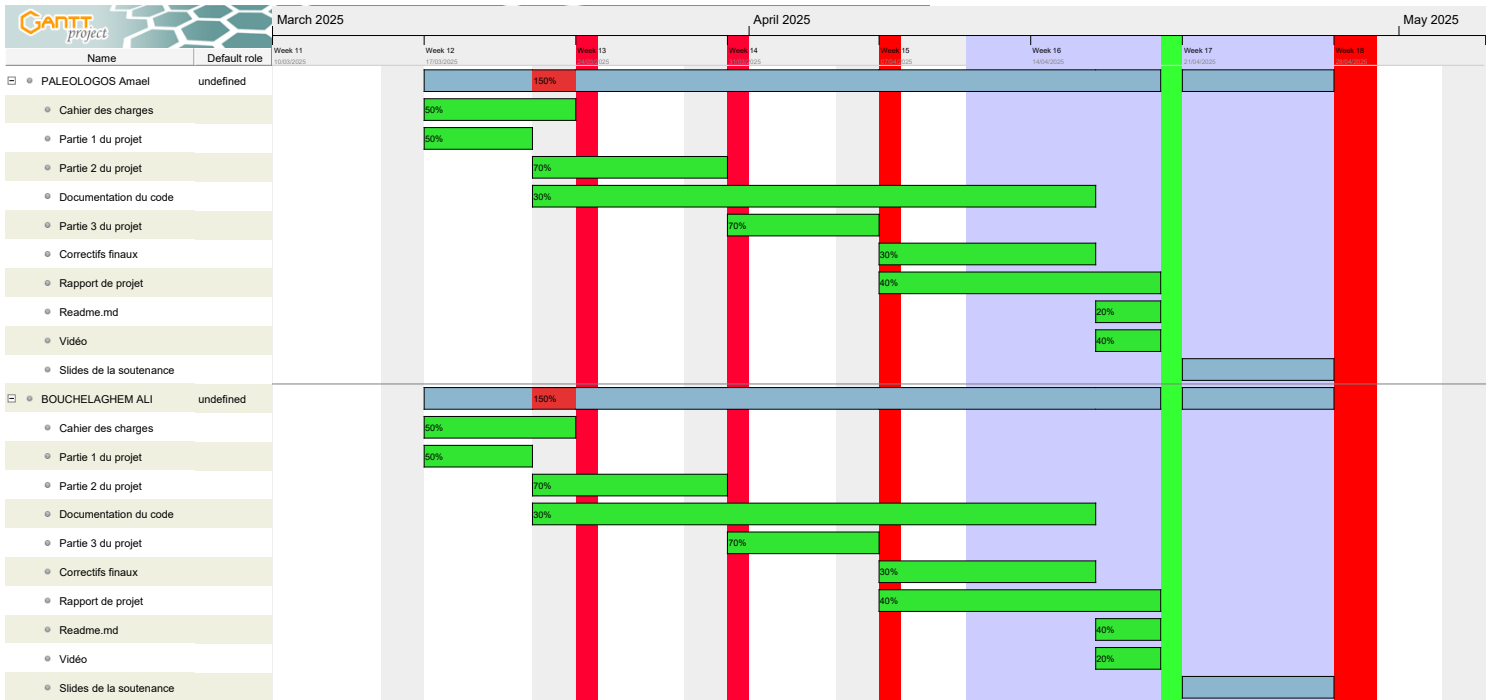 GANTT project
March 2025 April 2025 May 2025
Name Default role
Week 11 Week 12 Week 13 Week 14 Week 15 Week 16 Week 17 Week 18
10/03/2025 17/03/2025 14/04/2025 21/04/2025
PALEOLOGOS Amael undefined 150%
Cahier des charges 50%
Partie 1 du projet 50%
Partie 2 du projet 70%
Documentation du code 30%
Partie 3 du projet 70%
Correctifs finaux 30%
Rapport de projet 40%
Readme.md 20%
Vidéo 40%
Slides de la soutenance
BOUCHELAGHEM ALI undefined 150%
Cahier des charges 50%
Partie 1 du projet 50%
Partie 2 du projet 70%
Documentation du code 30%
Partie 3 du projet 70%
Correctifs finaux 30%
Rapport de projet 40%
Readme.md 40%
Vidéo 20%
Slides de la soutenance